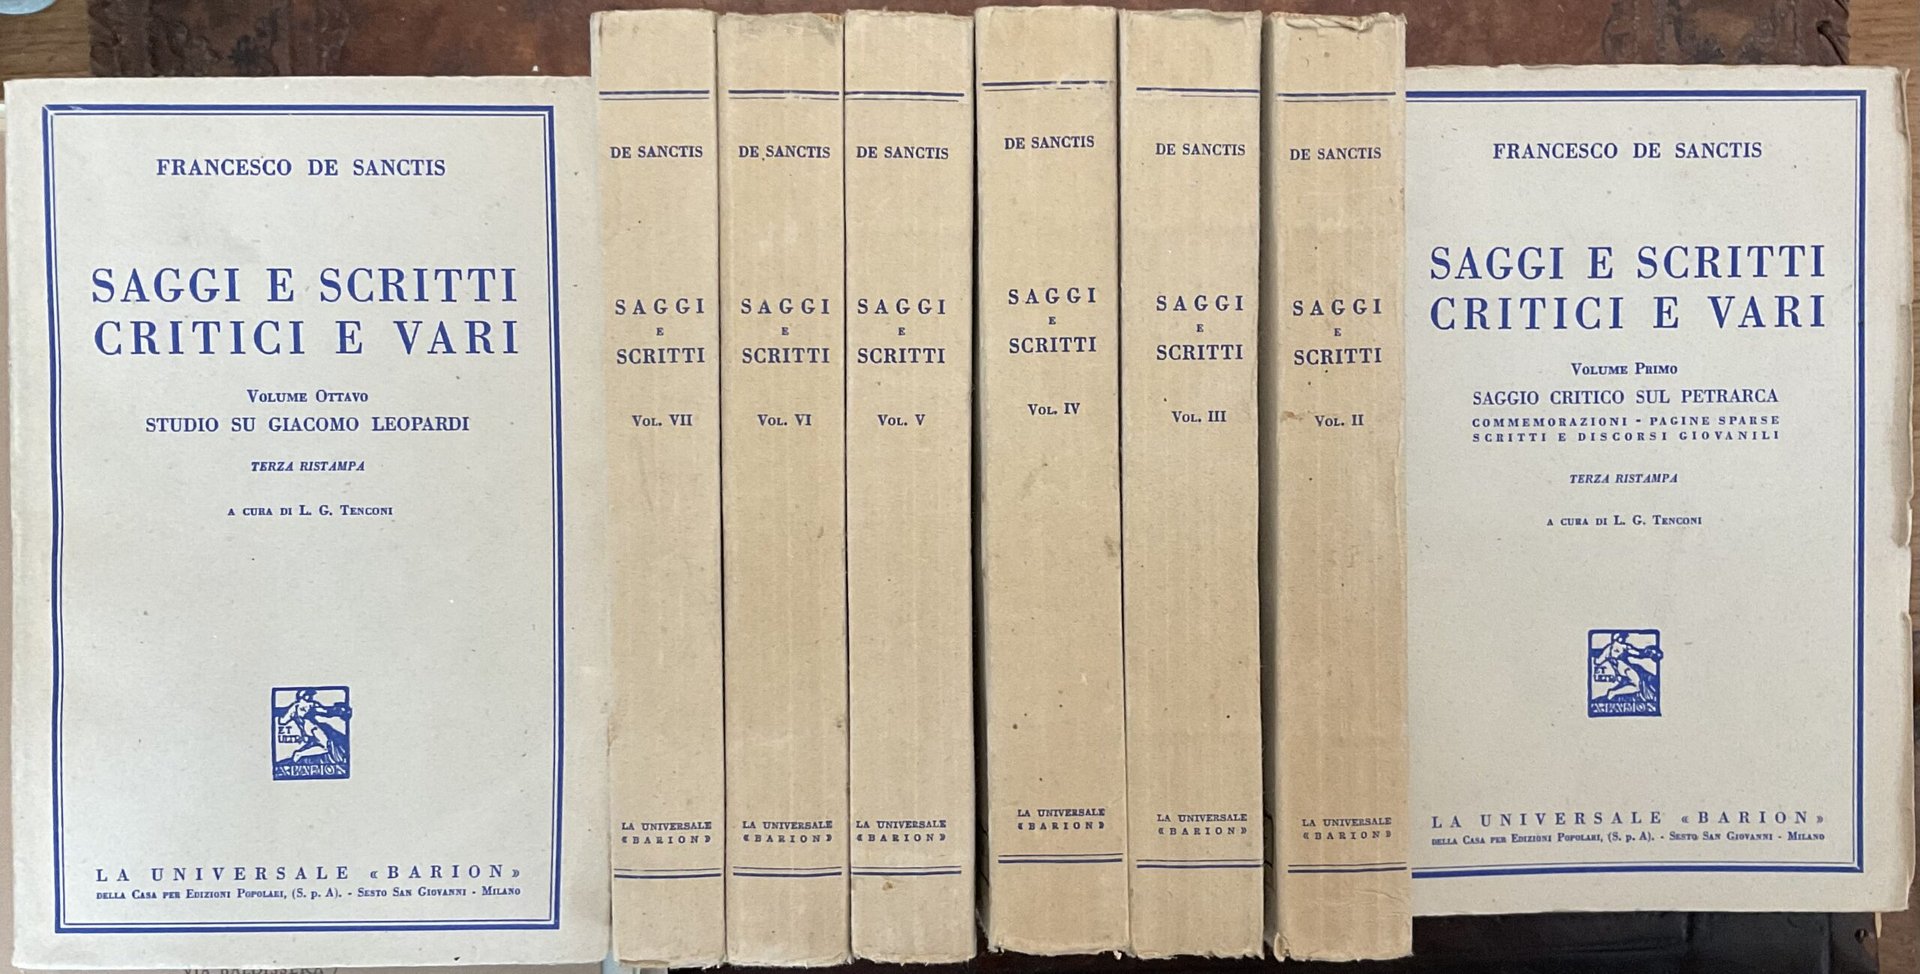 FRANCESCO DE SANCTIS
SAGGI E SCRITTI
CRITICI E VARI
VOLUME OTTAVO
STUDIO SU GIACOMO LEOPARDI
TERZA RISTAMPA
A CURA DI L. G. TENCONI
ET
ULTRA
LA UNIVERSALE «BARION»
DELLA CASA PER EDIZIONI POPOLARI, (S. p. A). - SESTO SAN GIOVANNI - MILANO
DE SANCTIS
SAGGI
E
SCRITTI
VOL. VII
LA UNIVERSALE
«BARION»
DE SANCTIS
SAGGI
E
SCRITTI
VOL. VI
LA UNIVERSALE
«BARION»
DE SANCTIS
SAGGI
E
SCRITTI
VOL. V
LA UNIVERSALE
«BARION»
DE SANCTIS
SAGGI
E
SCRITTI
VOL. IV
LA UNIVERSALE
«BARION»
DE SANCTIS
SAGGI
E
SCRITTI
VOL. III
LA UNIVERSALE
«BARION»
DE SANCTIS
SAGGI
E
SCRITTI
VOL. II
LA UNIVERSALE
«BARION»
FRANCESCO DE SANCTIS
SAGGI E SCRITTI
CRITICI E VARI
VOLUME PRIMO
SAGGIO CRITICO SUL PETRARCA
COMMEMORAZIONI - PAGINE SPARSE
SCRITTI E DISCORSI GIOVANILI
TERZA RISTAMPA
A CURA DI L. G. TENCONI
ET
ULTRA
LA UNIVERSALE «BARION»
DELLA CASA PER EDIZIONI POPOLARI, (S. p. A). - SESTO SAN GIOVANNI - MILANO